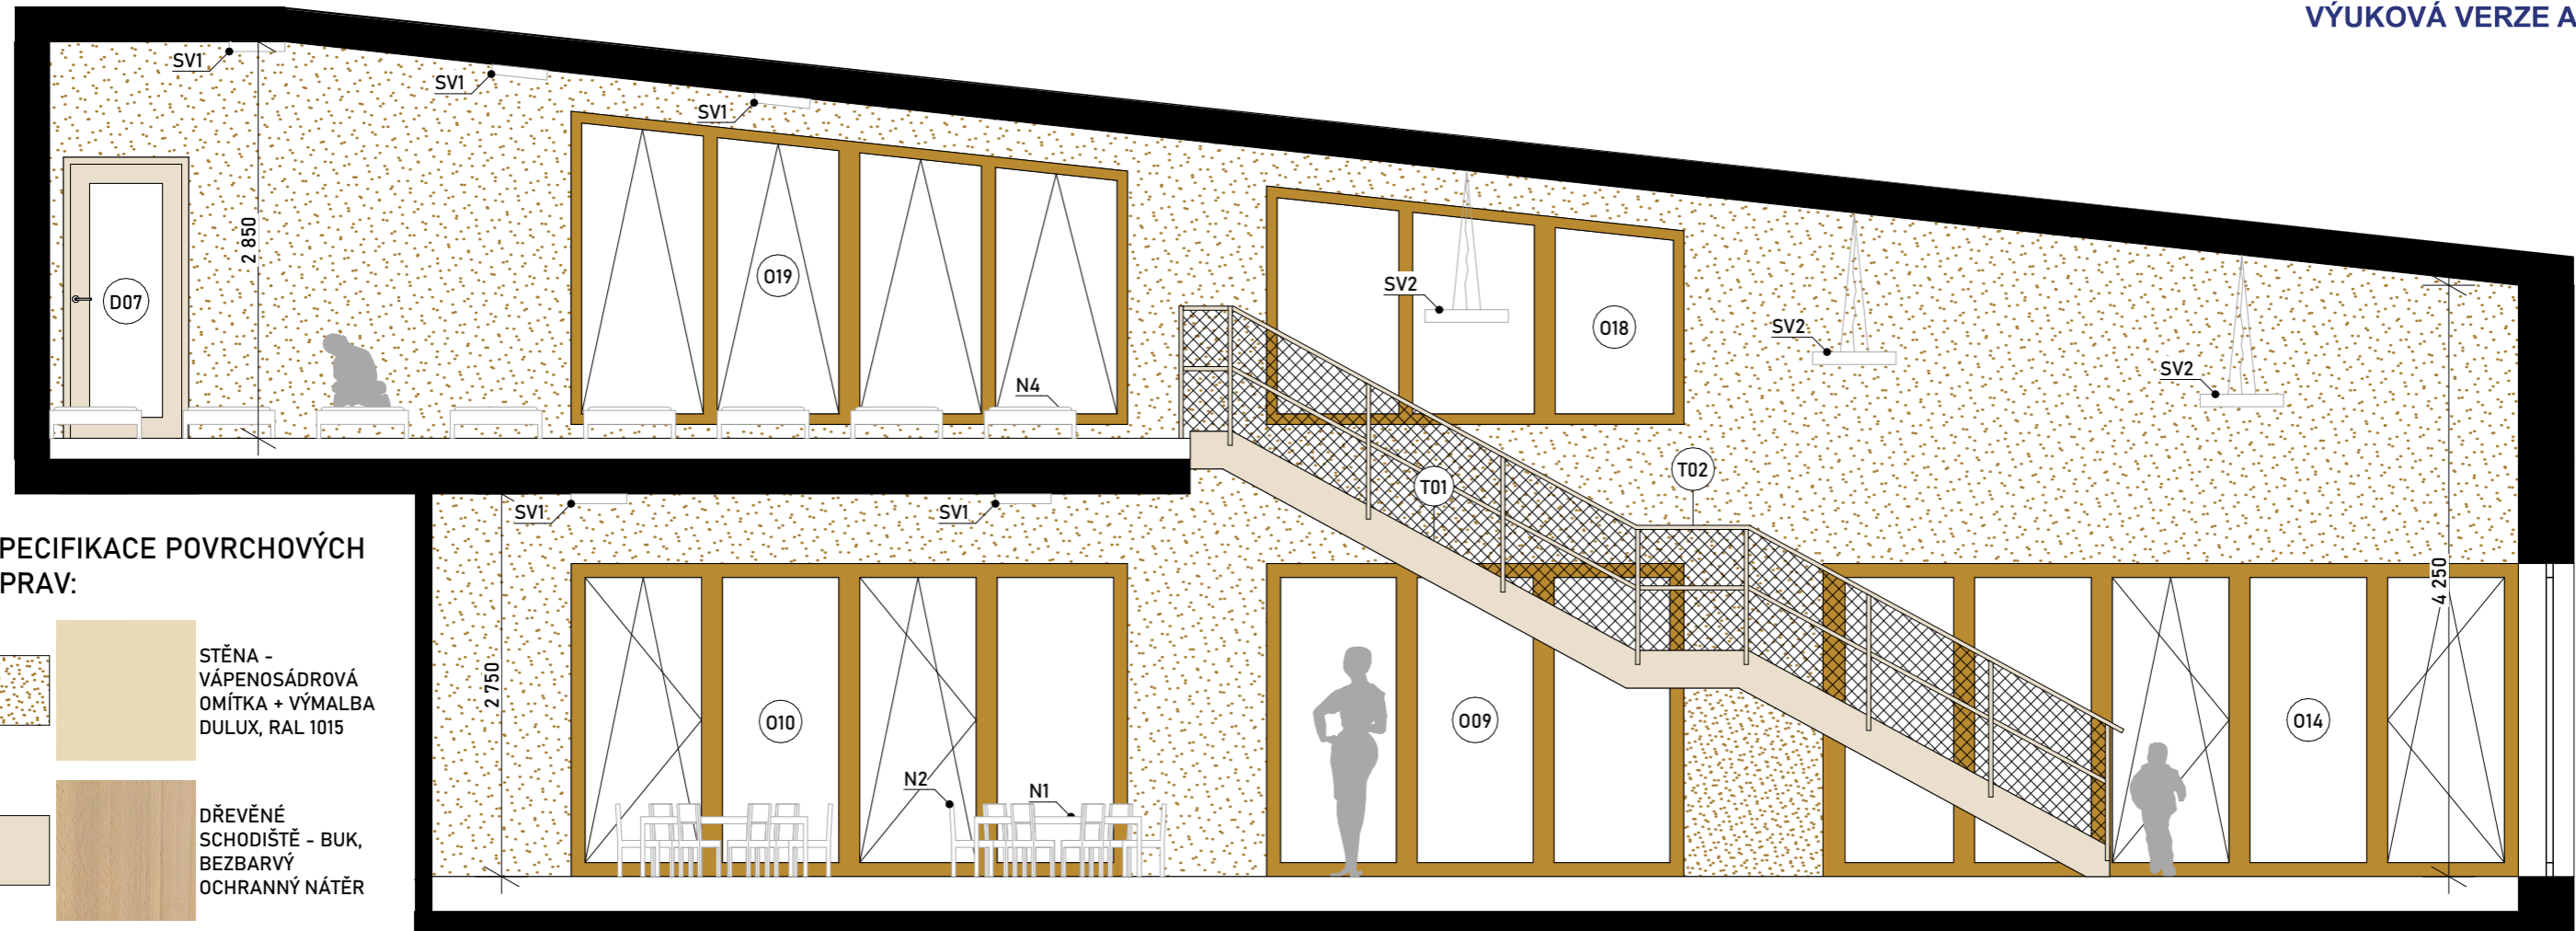 VÝUKOVÁ VERZE A
SV1
SV1
SV1
2 850
D07
O19
N4
SV2
O18
SV2
SV2
T02
T01
SV1
SV1
PECIFIKACE POVRCHOVÝCH
PRAV:
STĚNA -
VÁPENOSÁDROVÁ
OMÍTKA + VÝMALBA
DULUX, RAL 1015
DŘEVĚNÉ
SCHODIŠTĚ - BUK,
BEZBARVÝ
OCHRANNÝ NÁTĚR
2 750
O10
N2
N1
O09
O14
4 250